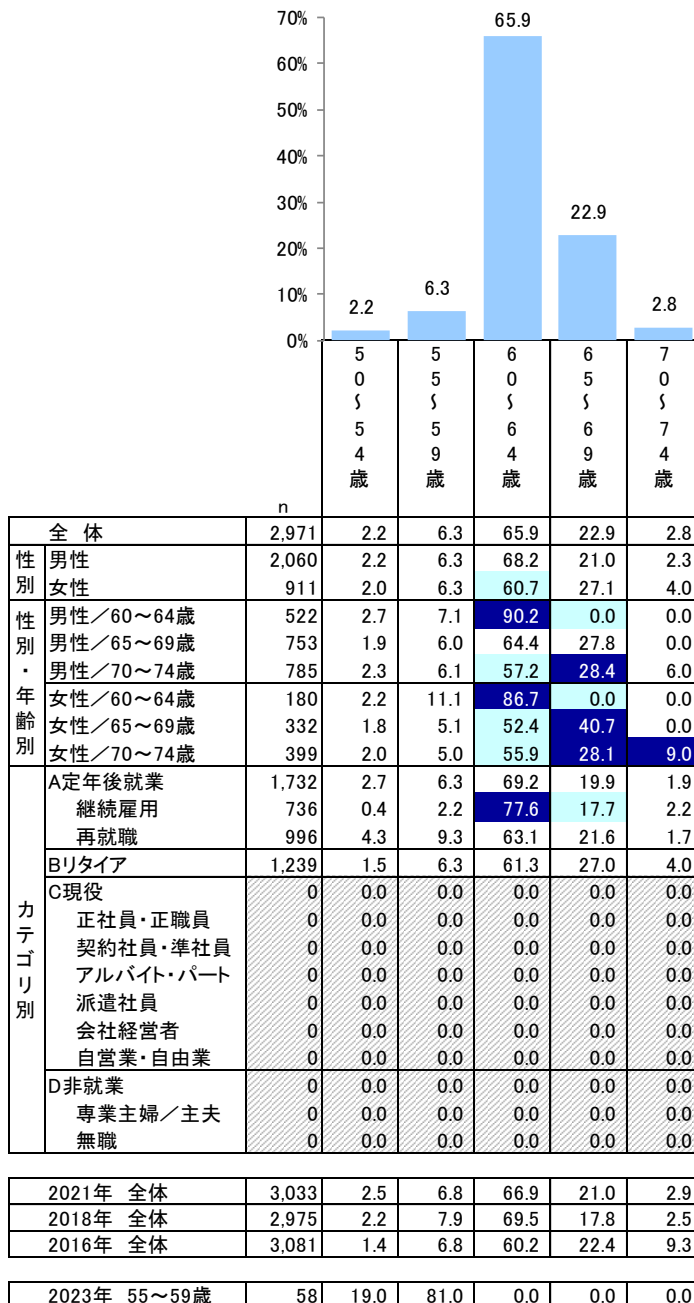 70%
65.9
60%
50%
40%
30%
22.9
20%
10%
6.3
2.2
2.8
0%
50～54歳 55～59歳 60～64歳 65～69歳 70～74歳
n
全 体 2,971 2.2 6.3 65.9 22.9 2.8
性別
男性 2,060 2.2 6.3 68.2 21.0 2.3
女性 911 2.0 6.3 60.7 27.1 4.0
性別・年齢別
男性／60～64歳 522 2.7 7.1 90.2 0.0 0.0
男性／65～69歳 753 1.9 6.0 64.4 27.8 0.0
男性／70～74歳 785 2.3 6.1 57.2 28.4 6.0
女性／60～64歳 180 2.2 11.1 86.7 0.0 0.0
女性／65～69歳 332 1.8 5.1 52.4 40.7 0.0
女性／70～74歳 399 2.0 5.0 55.9 28.1 9.0
カテゴリ別
A定年後就業 1,732 2.7 6.3 69.2 19.9 1.9
継続雇用 736 0.4 2.2 77.6 17.7 2.2
再就職 996 4.3 9.3 63.1 21.6 1.7
Bリタイア 1,239 1.5 6.3 61.3 27.0 4.0
C現役 0 0.0 0.0 0.0 0.0 0.0
正社員・正職員 0 0.0 0.0 0.0 0.0 0.0
契約社員・準社員 0 0.0 0.0 0.0 0.0 0.0
アルバイト・パート 0 0.0 0.0 0.0 0.0 0.0
派遣社員 0 0.0 0.0 0.0 0.0 0.0
会社経営者 0 0.0 0.0 0.0 0.0 0.0
自営業・自由業 0 0.0 0.0 0.0 0.0 0.0
D非就業 0 0.0 0.0 0.0 0.0 0.0
専業主婦／主夫 0 0.0 0.0 0.0 0.0 0.0
無職 0 0.0 0.0 0.0 0.0 0.0
2021年 全体 3,033 2.5 6.8 66.9 21.0 2.9
2018年 全体 2,975 2.2 7.9 69.5 17.8 2.5
2016年 全体 3,081 1.4 6.8 60.2 22.4 9.3
2023年 55～59歳 58 19.0 81.0 0.0 0.0 0.0